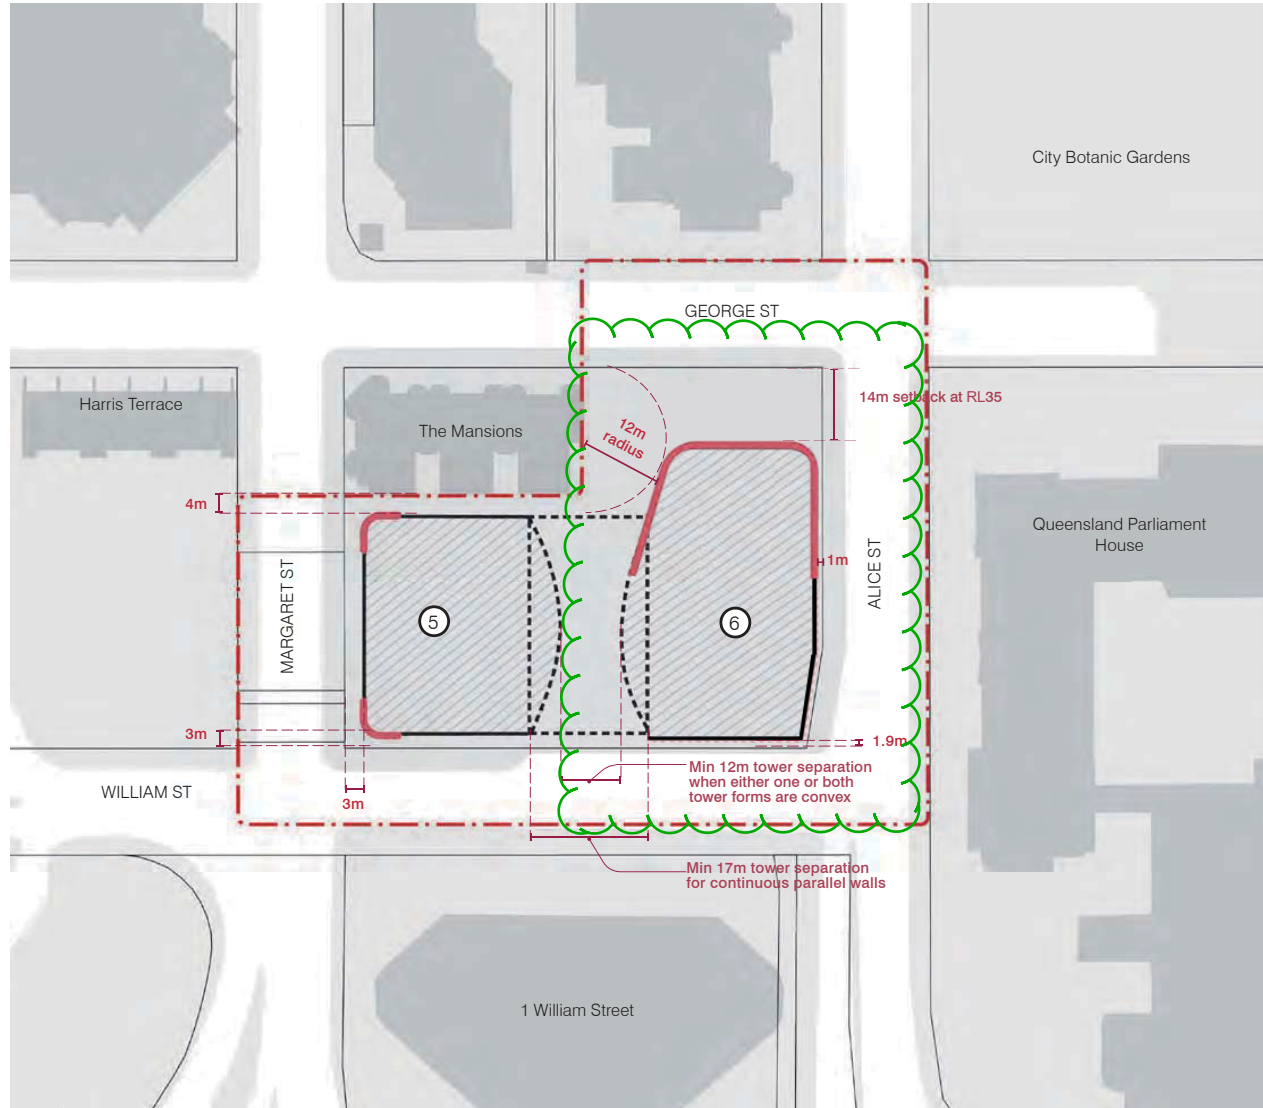 City Botanic Gardens
GEORGE ST
14m setback at RL35
Harris Terrace
The Mansions
12m
radius
4m
Queensland Parliament
House
1m
ALICE ST
MARGARET ST
5
6
3m
1.9m
WILLIAM ST
3m
Min 12m tower separation
when either one or both
tower forms are convex
Min 17m tower separation
for continuous parallel walls
1 William Street